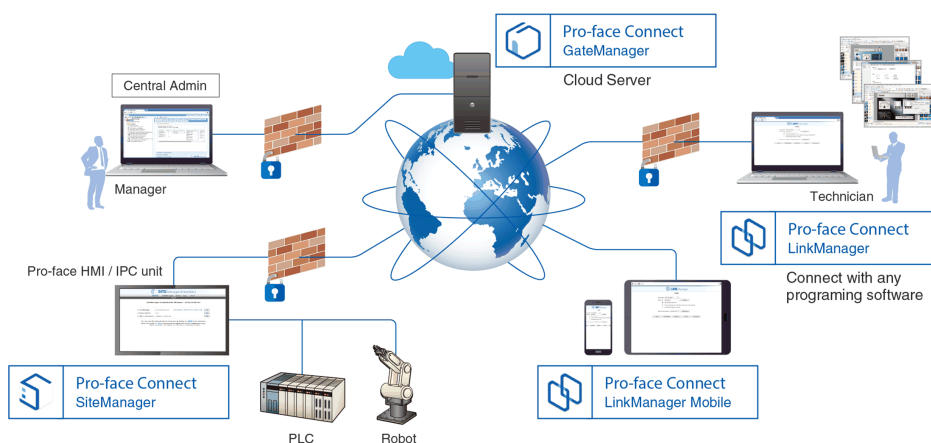 Pro-face Connect
GateManager
Cloud Server
Central Admin
Manager
Technician
Pro-face Connect
LinkManager
Connect with any
programing software
Pro-face HMI / IPC unit
Pro-face Connect
SiteManager
PLC
Robot
Pro-face Connect
LinkManager Mobile